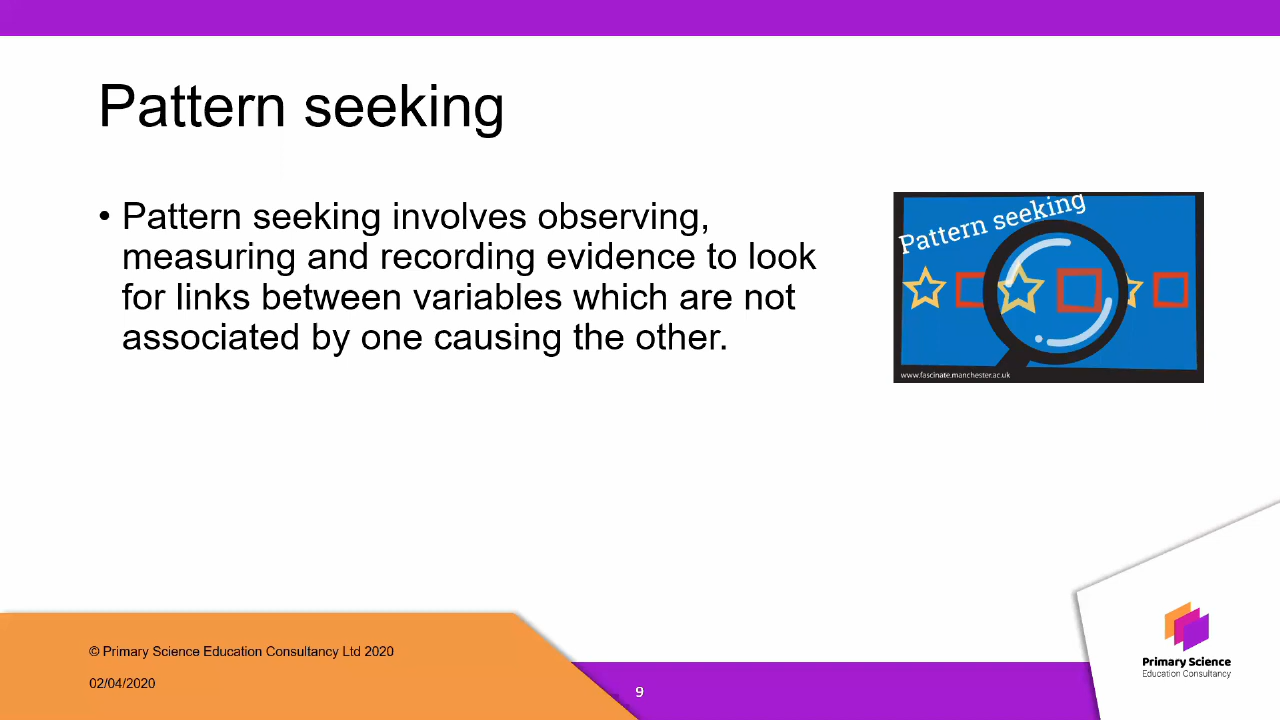 Pattern seeking
• Pattern seeking involves observing,
measuring and recording evidence to look
for links between variables which are not
associated by one causing the other.
Pattern seeking
www.fascinate.manchester.ac.uk
© Primary Science Education Consultancy Ltd 2020
02/04/2020
9
Primary Science
Education Consultancy